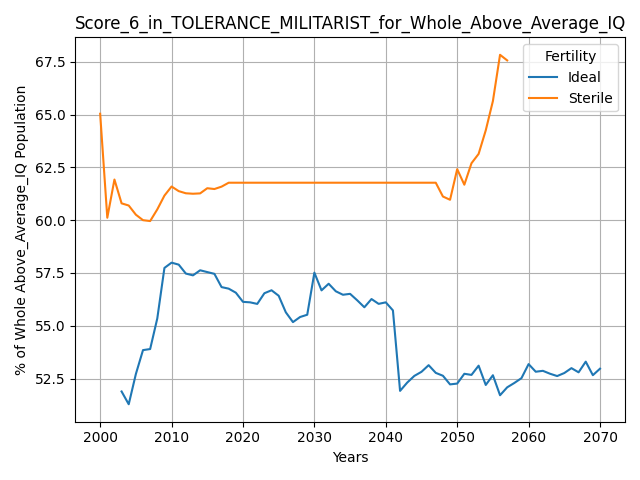 Score_6_in_TOLERANCE_MILITARIST_for_Whole_Above_Average_IQ
% of Whole Above_Average_IQ Population
67.5
65.0
62.5
60.0
57.5
55.0
52.5
Fertility
Ideal
Sterile
2000 2010 2020 2030 2040 2050 2060 2070
Years